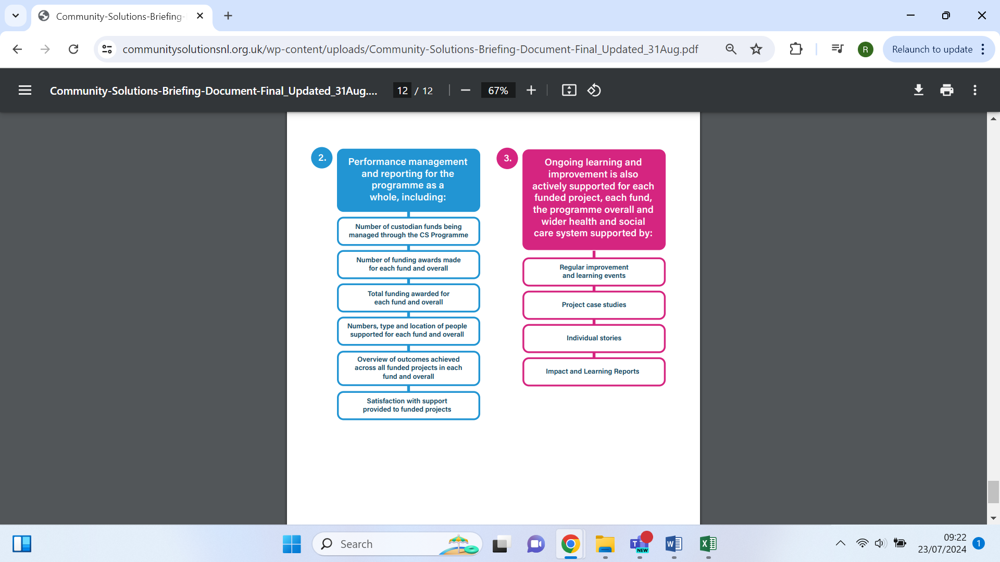 Community-Solutions-Briefing-
communitysolutionsnl.org.uk/wp-content/uploads/Community-Solutions-Briefing-Document-Final_Updated_31Aug.pdf
R
Relaunch to update
Community-Solutions-Briefing-Document-Final_Updated_31Aug....
12 / 12
67%
2.
Performance management
and reporting for the
programme as a
whole, including:
Number of custodian funds being
managed through the CS Programme
Number of funding awards made
for each fund and overall
Total funding awarded for
each fund and overall
Numbers, type and location of people
supported for each fund and overall
Overview of outcomes achieved
across all funded projects in each
fund and overall
Satisfaction with support
provided to funded projects
3.
Ongoing learning and
improvement is also
actively supported for each
funded project, each fund,
the programme overall and
wider health and social
care system supported by:
Regular improvement
and learning events
Project case studies
Individual stories
Impact and Learning Reports
Search
T
NEW
W
X
09:22
23/07/2024
1